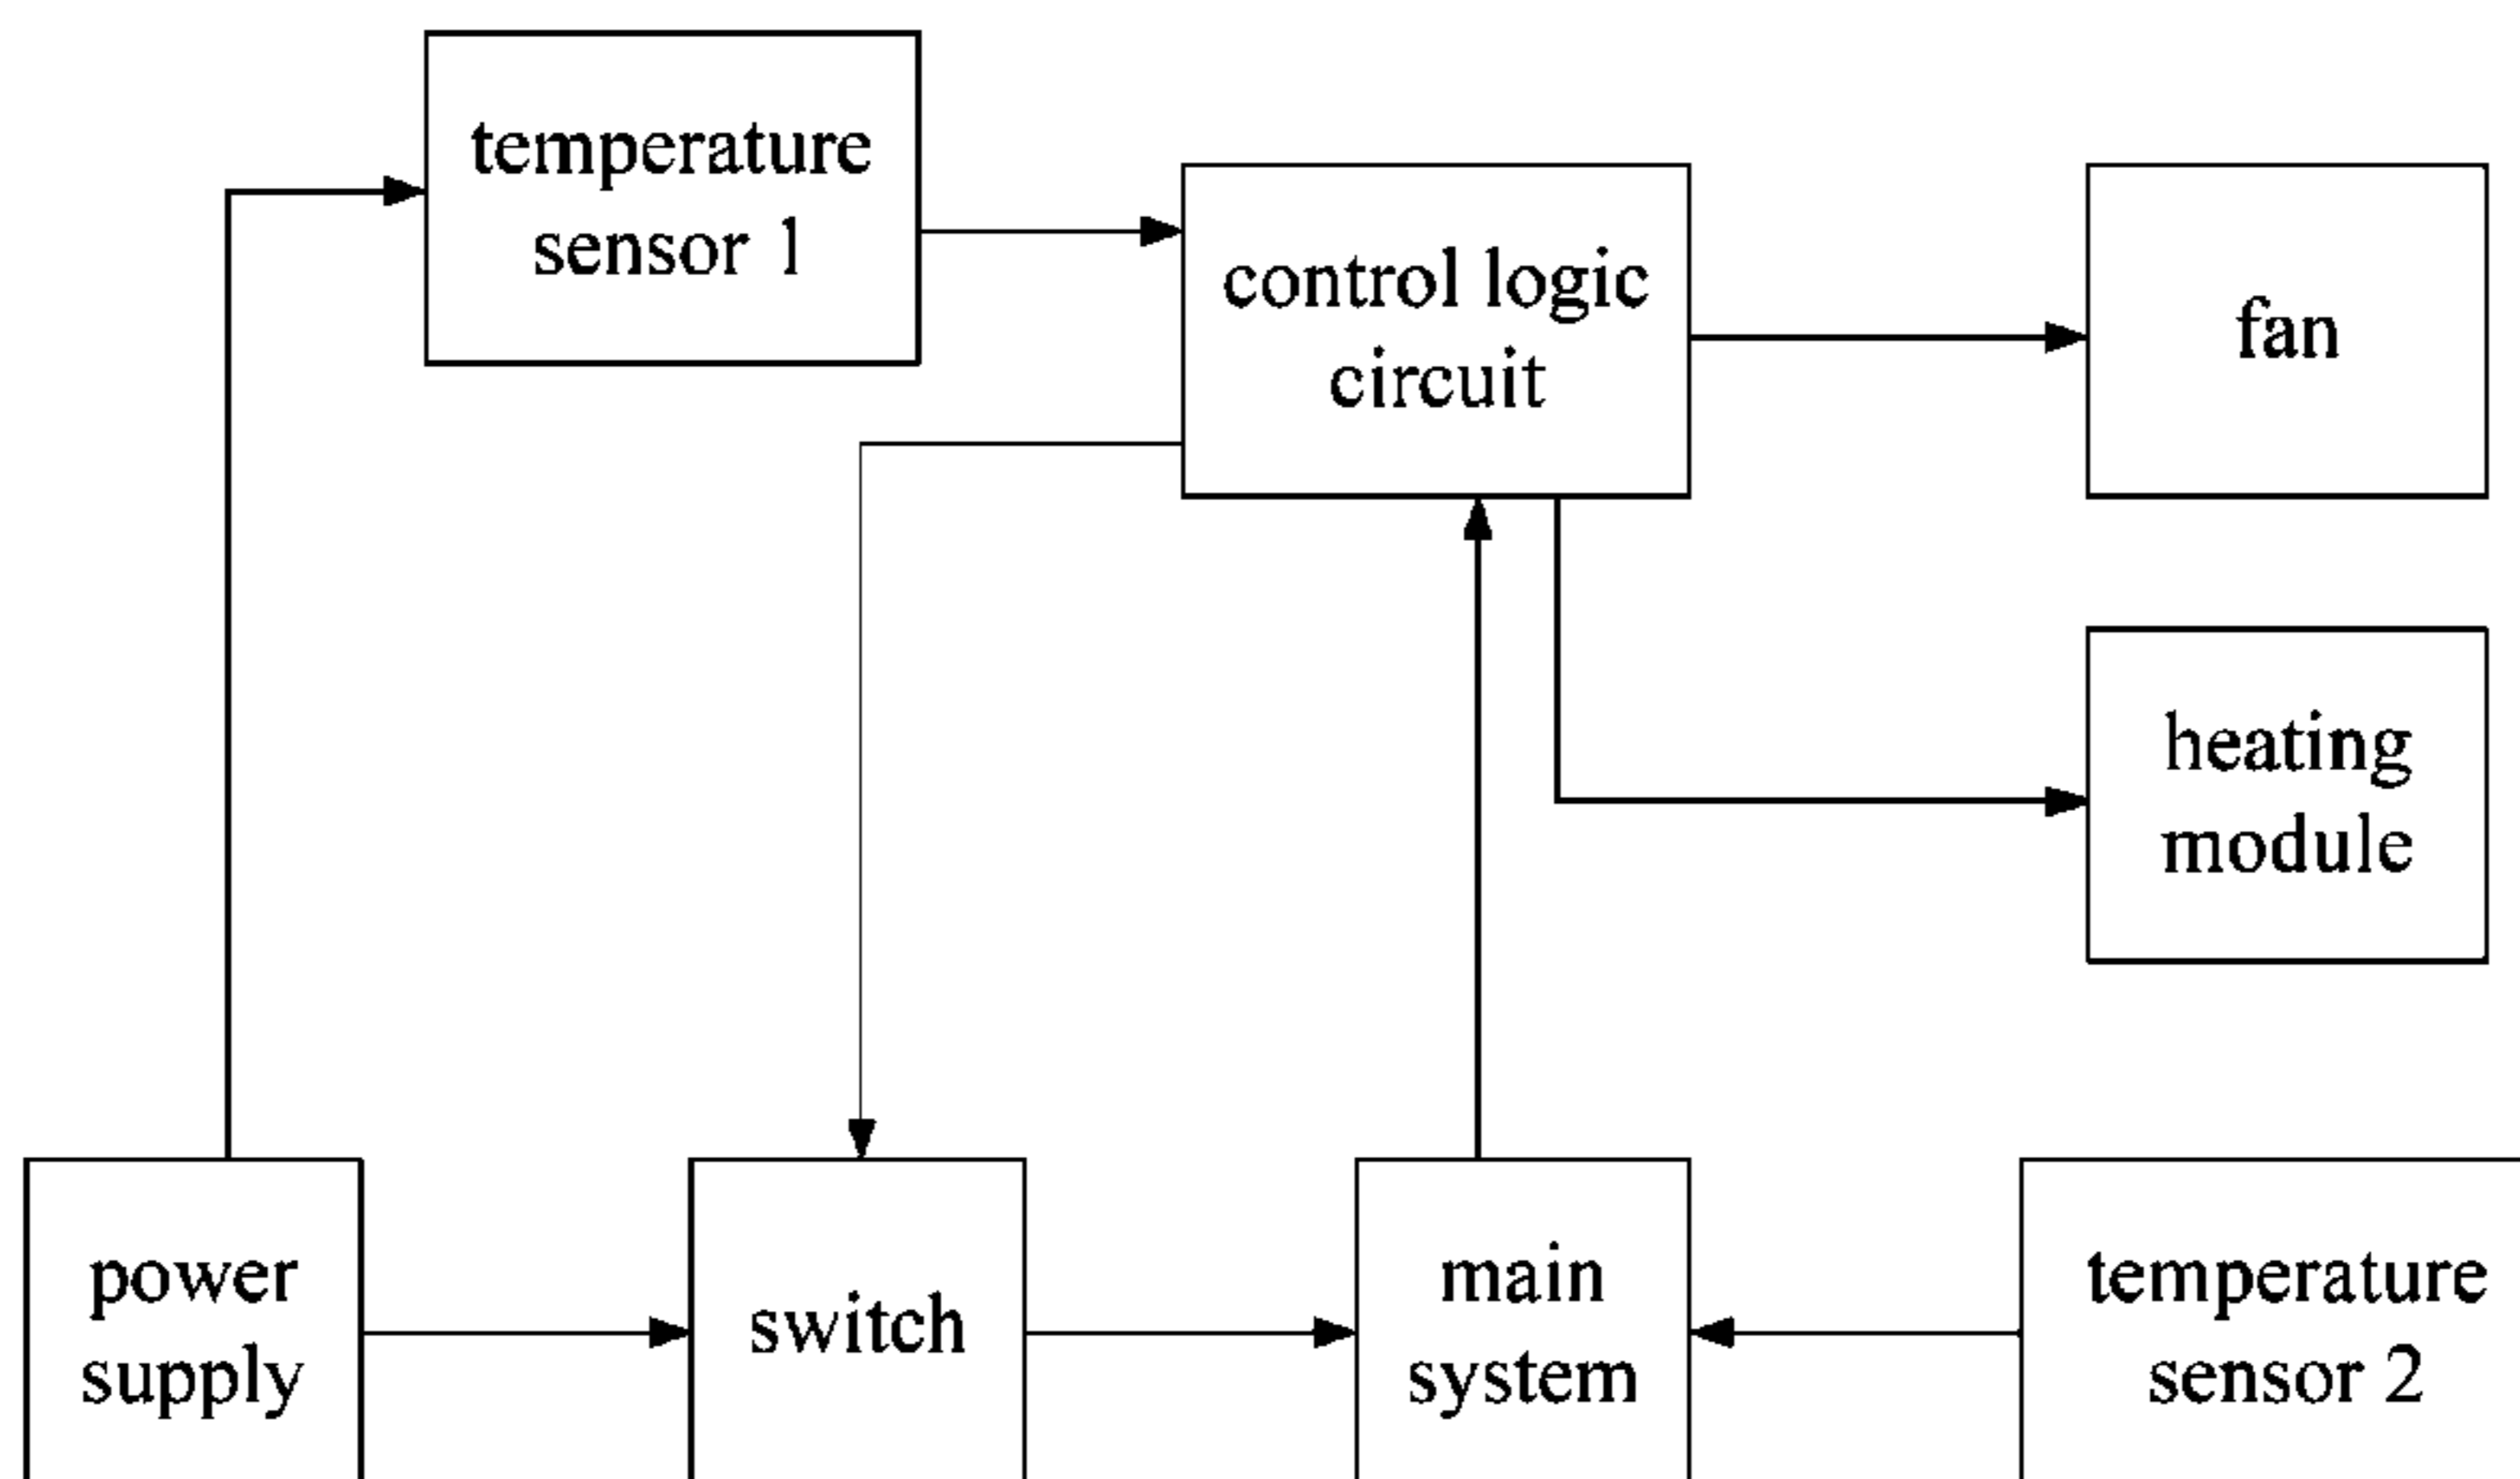 temperature
sensor 1
control logic
circuit
fan
heating
module
power
supply
switch
main
system
temperature
sensor 2